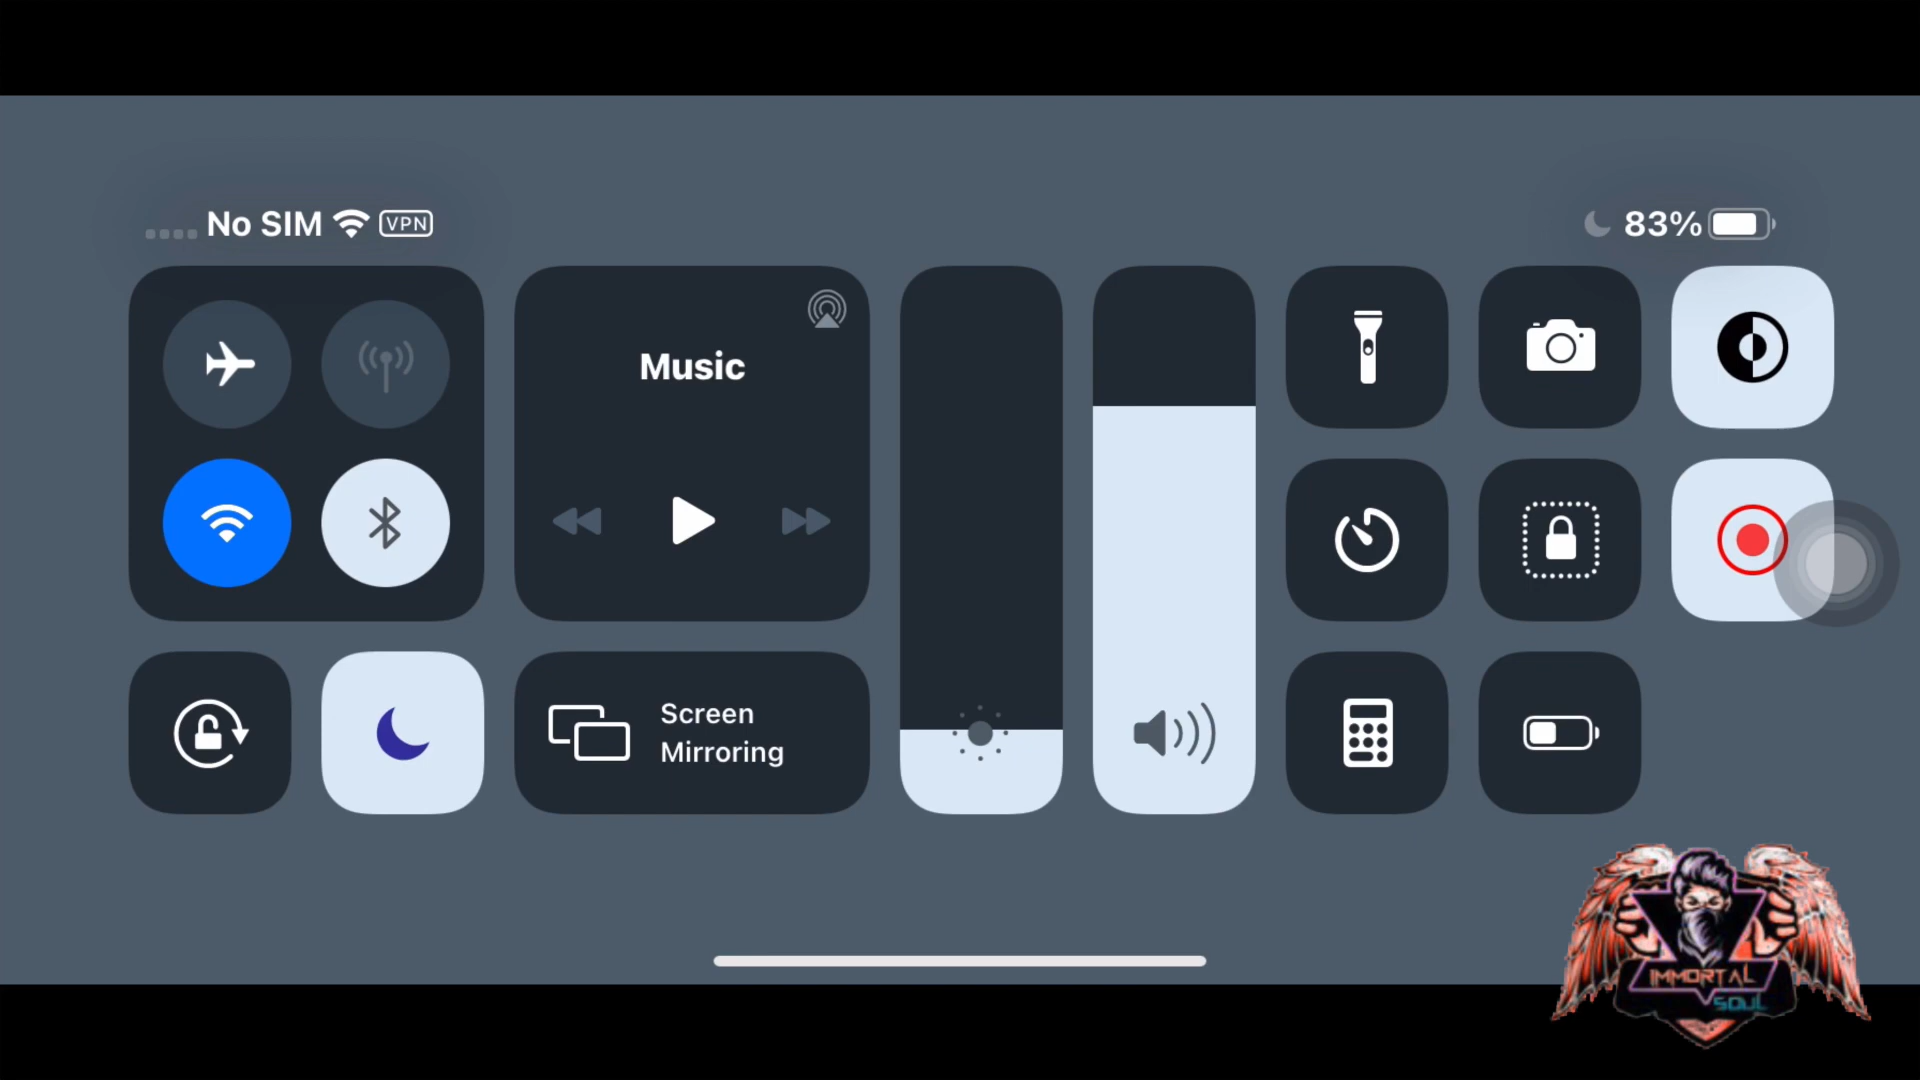 No SIM VPN
83%
Music
Screen
Mirroring
IMMORTAL
SOUL